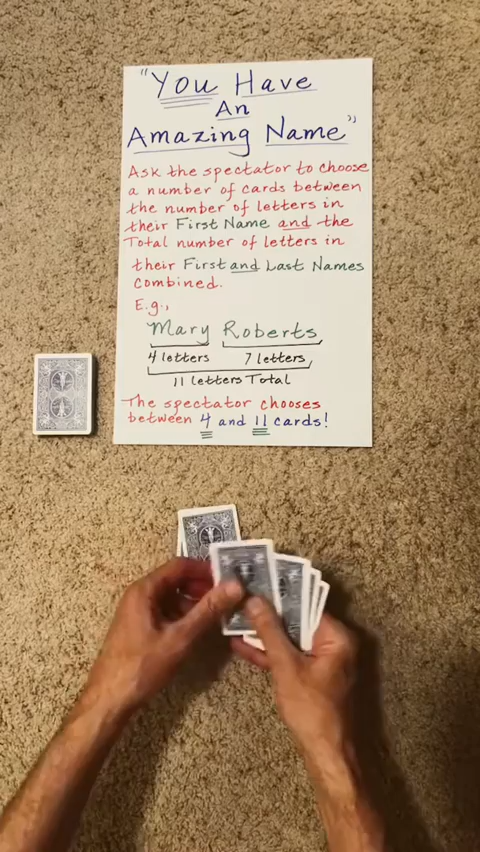 "You Have
An
Amazing Name"
Ask the spectator to choose
a number of cards between
the number of letters in
their First Name and the
Total number of letters in
their First and Last Names
combined.
E.g.,
Mary Roberts
4 letters 7 letters
11 letters Total
The spectator chooses
between 4 and 11 cards!